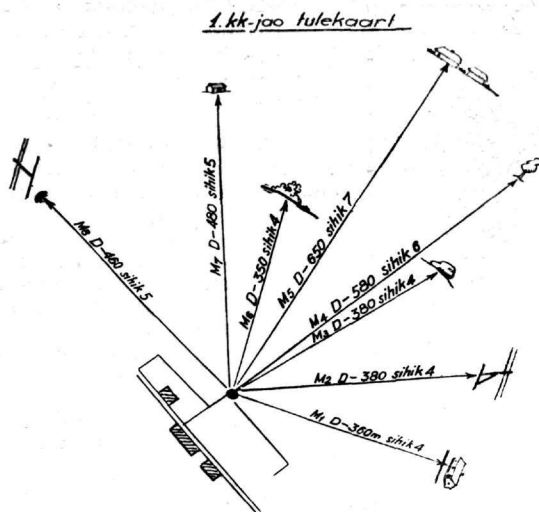 1. kk-jao tulekaart
M8 D-460 sihik 5
M7 D-480 sihik 5
M6 D-350 sihik 4
M5 D-650 sihik 7
M4 D-580 sihik 6
M3 D-380 sihik 4
M2 D-380 sihik 4
M1 D-360m sihik 4